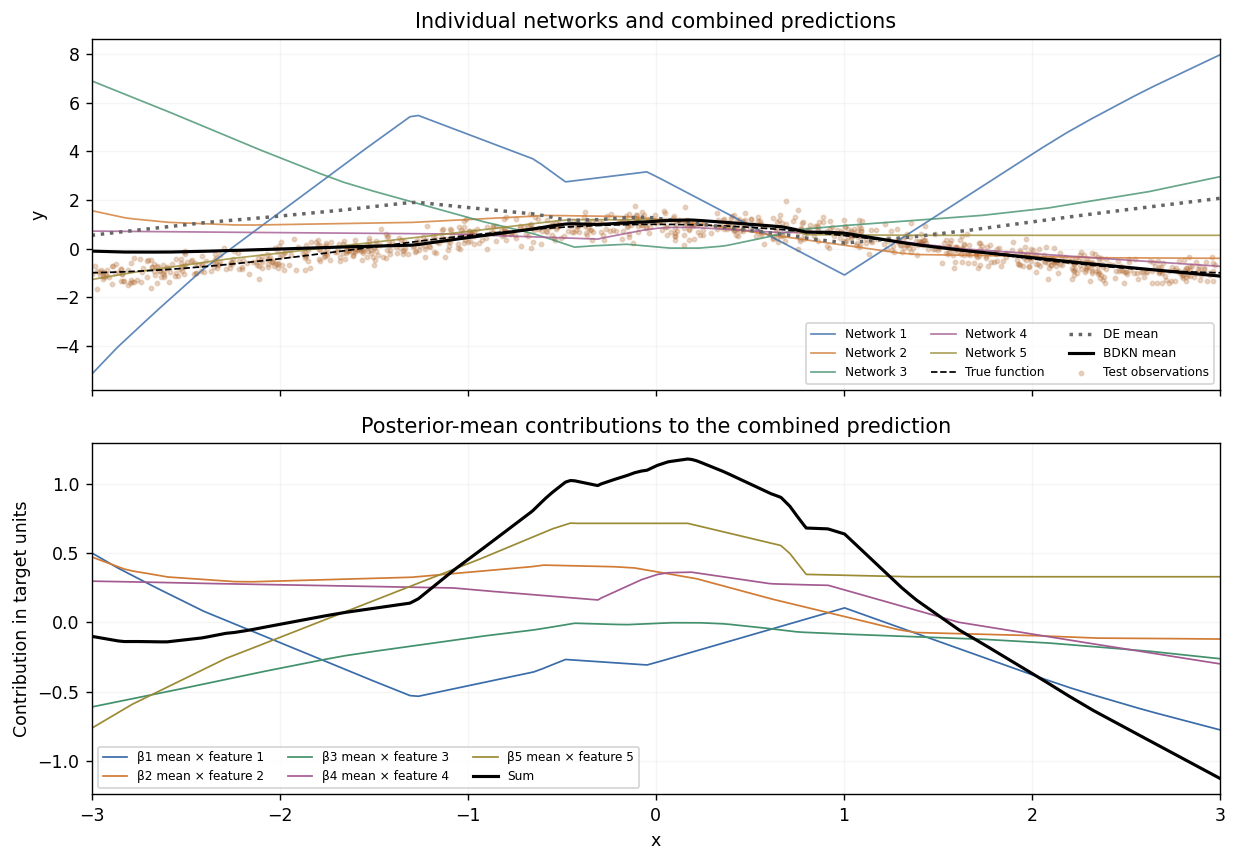 Individual networks and combined predictions
8
6
4
2
0
−2
−4
y
Network 1
Network 2
Network 3
Network 4
Network 5
True function
DE mean
BDKN mean
Test observations
Posterior-mean contributions to the combined prediction
1.0
0.5
0.0
−0.5
−1.0
Contribution in target units
β1 mean × feature 1
β2 mean × feature 2
β3 mean × feature 3
β4 mean × feature 4
β5 mean × feature 5
Sum
−3 −2 −1 0 1 2 3
x